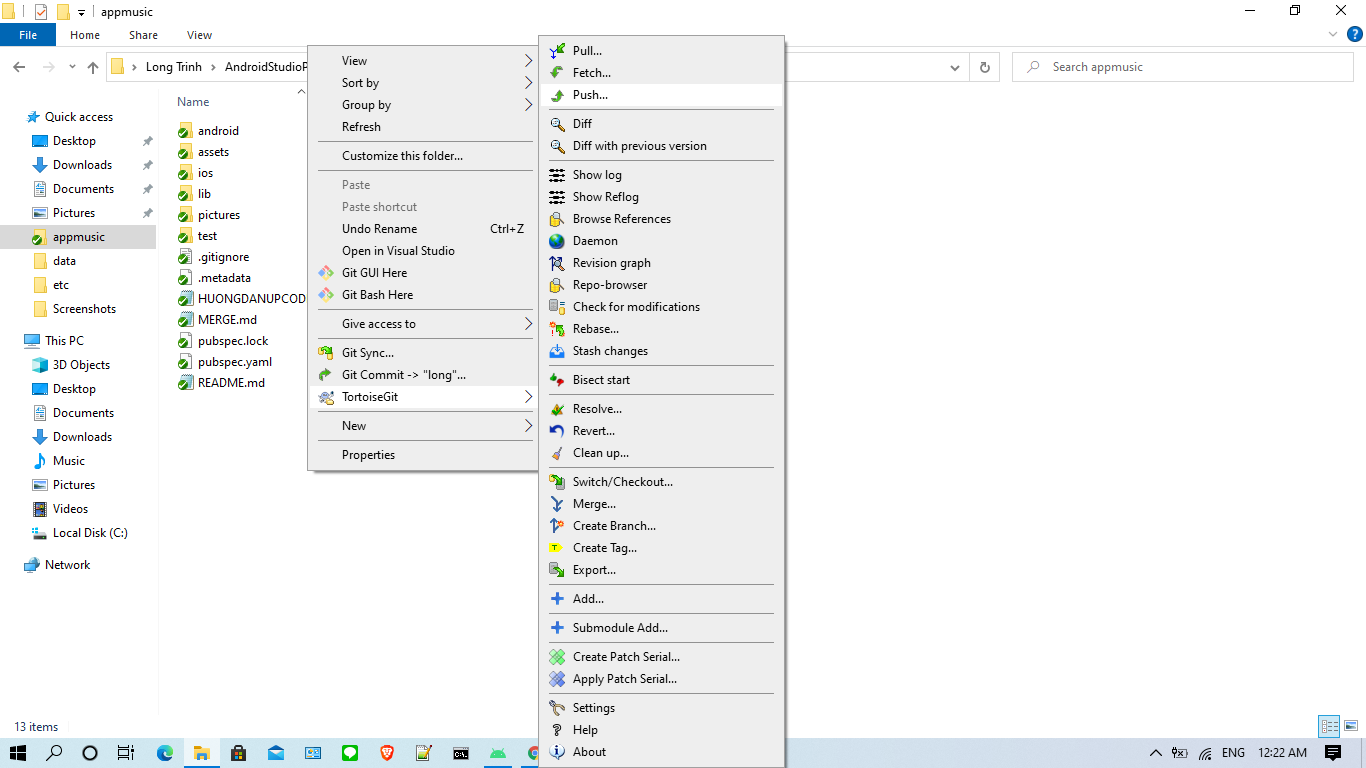 appmusic
File
Home
Share
View
?
Long Trinh
AndroidStudioP
Search appmusic
Quick access
Desktop
Downloads
Documents
Pictures
appmusic
data
etc
Screenshots
This PC
3D Objects
Desktop
Documents
Downloads
Music
Pictures
Videos
Local Disk (C:)
Network
Name
android
assets
ios
lib
pictures
test
.gitignore
.metadata
HUONGDANUPCOD
MERGE.md
pubspec.lock
pubspec.yaml
README.md
View
Sort by
Group by
Refresh
Customize this folder...
Paste
Paste shortcut
Undo Rename Ctrl+Z
Open in Visual Studio
Git GUI Here
Git Bash Here
Give access to
Git Sync...
Git Commit -> "long"...
TortoiseGit
New
Properties
Pull...
Fetch...
Push...
Diff
Diff with previous version
Show log
Show Reflog
Browse References
Daemon
Revision graph
Repo-browser
Check for modifications
Rebase...
Stash changes
Bisect start
Resolve...
Revert...
Clean up...
Switch/Checkout...
Merge...
Create Branch...
Create Tag...
Export...
Add...
Submodule Add...
Create Patch Serial...
Apply Patch Serial...
Settings
Help
About
13 items
ENG
12:22 AM